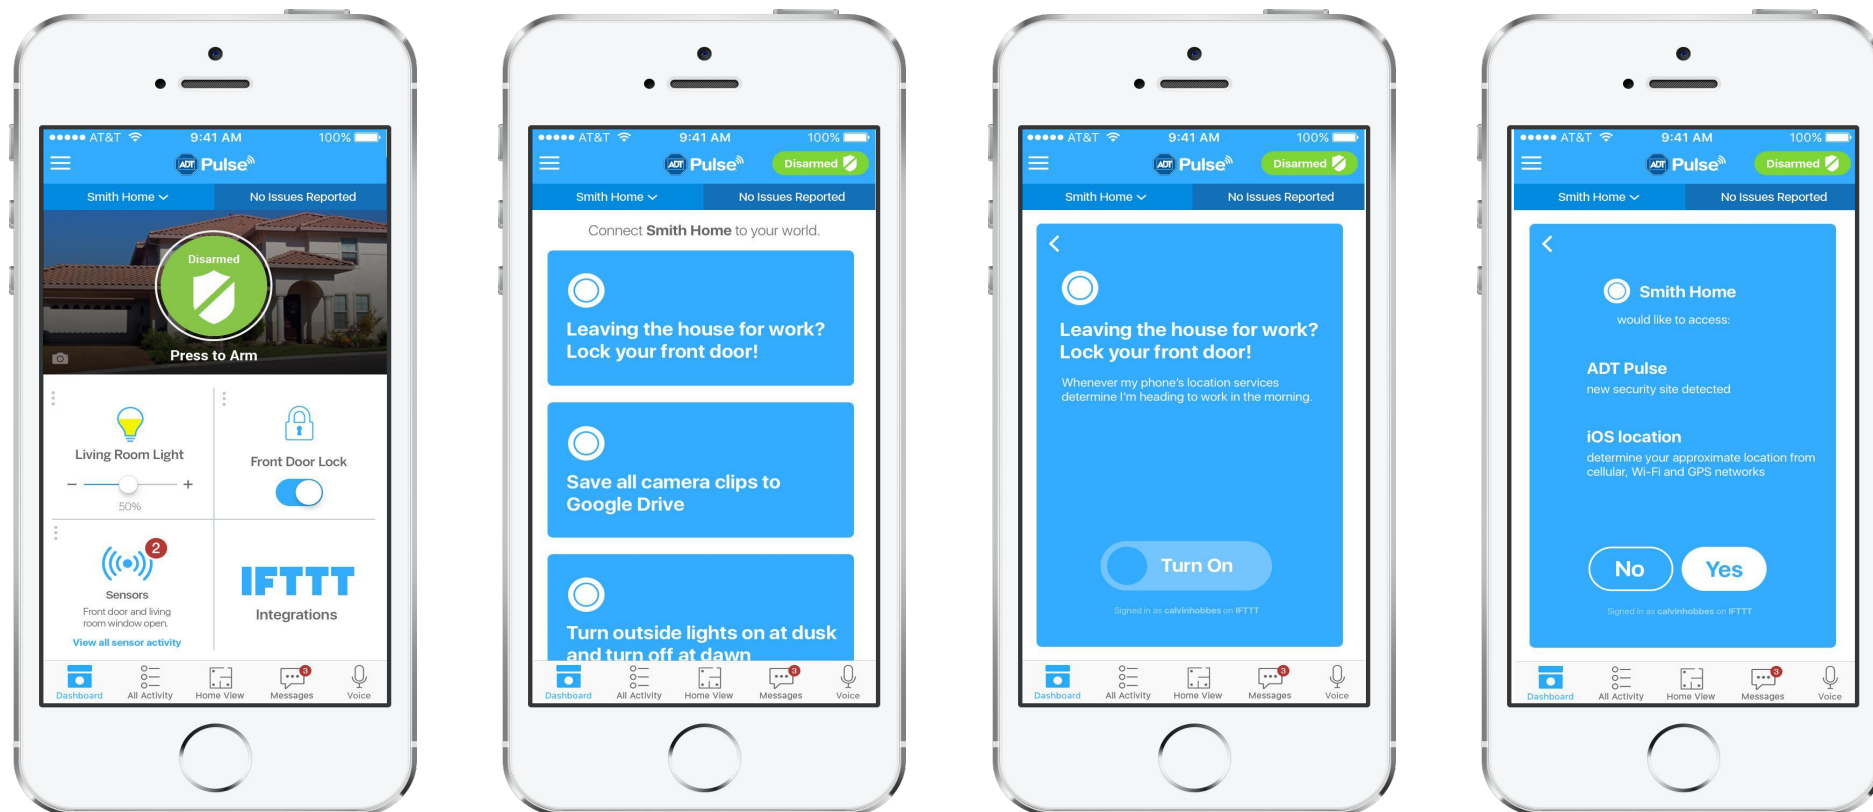 AT&T 9:41 AM 100%
ADT Pulse
Smith Home No Issues Reported
Disarmed
Press to Arm
Living Room Light
- +
50%
Front Door Lock
2
Sensors
Front door and living
room window open.
View all sensor activity
IFTTT
Integrations
3
Dashboard All Activity Home View Messages Voice
AT&T 9:41 AM 100%
ADT Pulse Disarmed
Smith Home No Issues Reported
Connect Smith Home to your world.
Leaving the house for work?
Lock your front door!
Save all camera clips to
Google Drive
Turn outside lights on at dusk
and turn off at dawn
3
Dashboard All Activity Home View Messages Voice
AT&T 9:41 AM 100%
ADT Pulse Disarmed
Smith Home No Issues Reported
Leaving the house for work?
Lock your front door!
Whenever my phone's location services
determine I'm heading to work in the morning.
Turn On
Signed in as calvinhobbes on IFTTT
3
Dashboard All Activity Home View Messages Voice
AT&T 9:41 AM 100%
ADT Pulse Disarmed
Smith Home No Issues Reported
Smith Home
would like to access:
ADT Pulse
new security site detected
iOS location
determine your approximate location from
cellular, Wi-Fi and GPS networks
No Yes
Signed in as calvinhobbes on IFTTT
3
Dashboard All Activity Home View Messages Voice